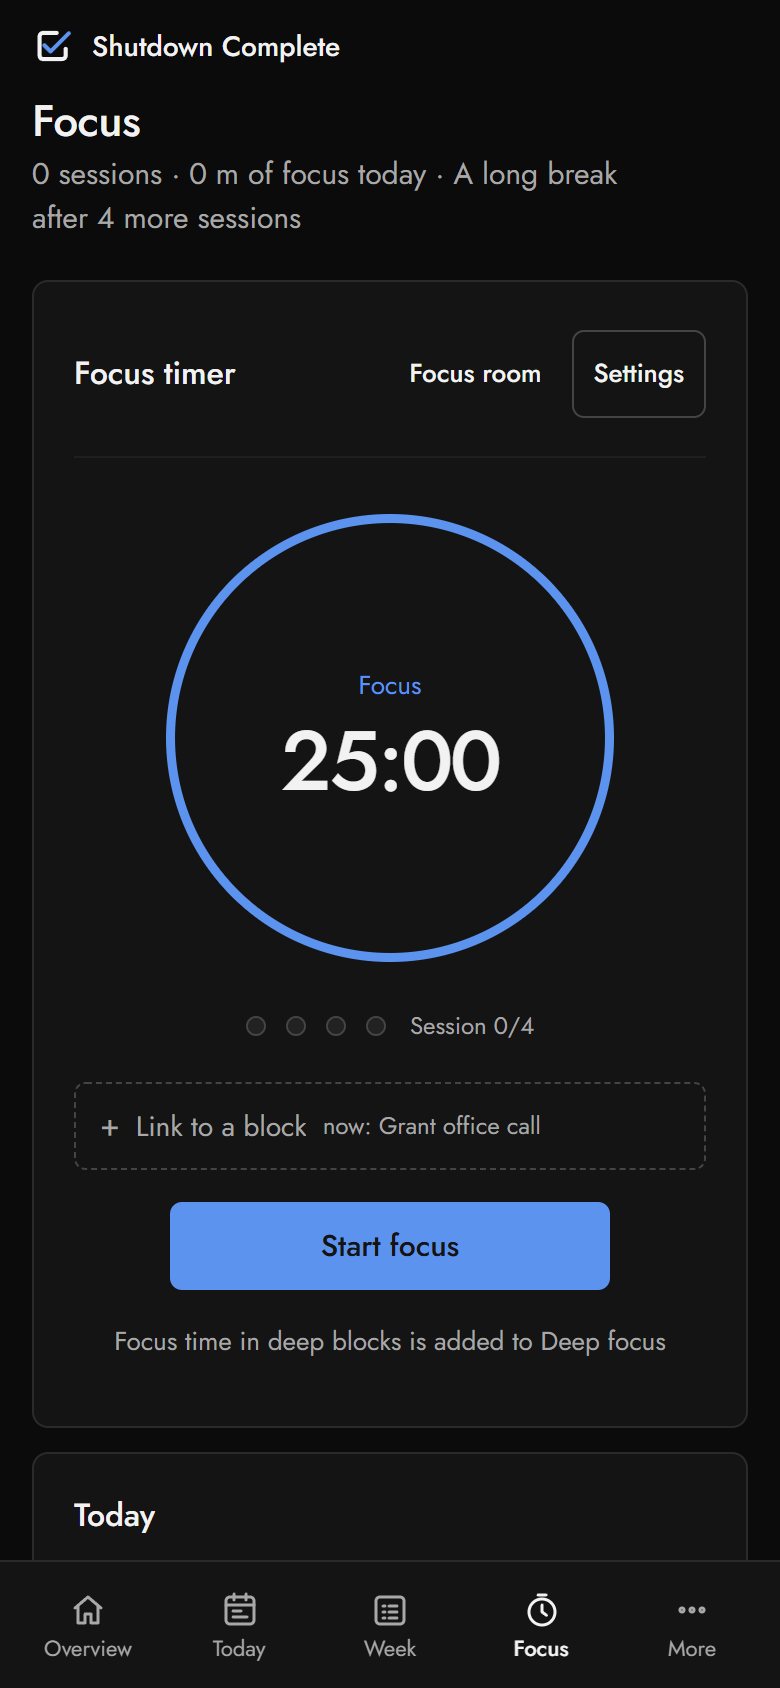 Shutdown Complete
Focus
0 sessions · 0 m of focus today · A long break
after 4 more sessions
Focus timer
Focus room
Settings
Focus
25:00
Session 0/4
+ Link to a block now: Grant office call
Start focus
Focus time in deep blocks is added to Deep focus
Today
Overview
Today
Week
Focus
More